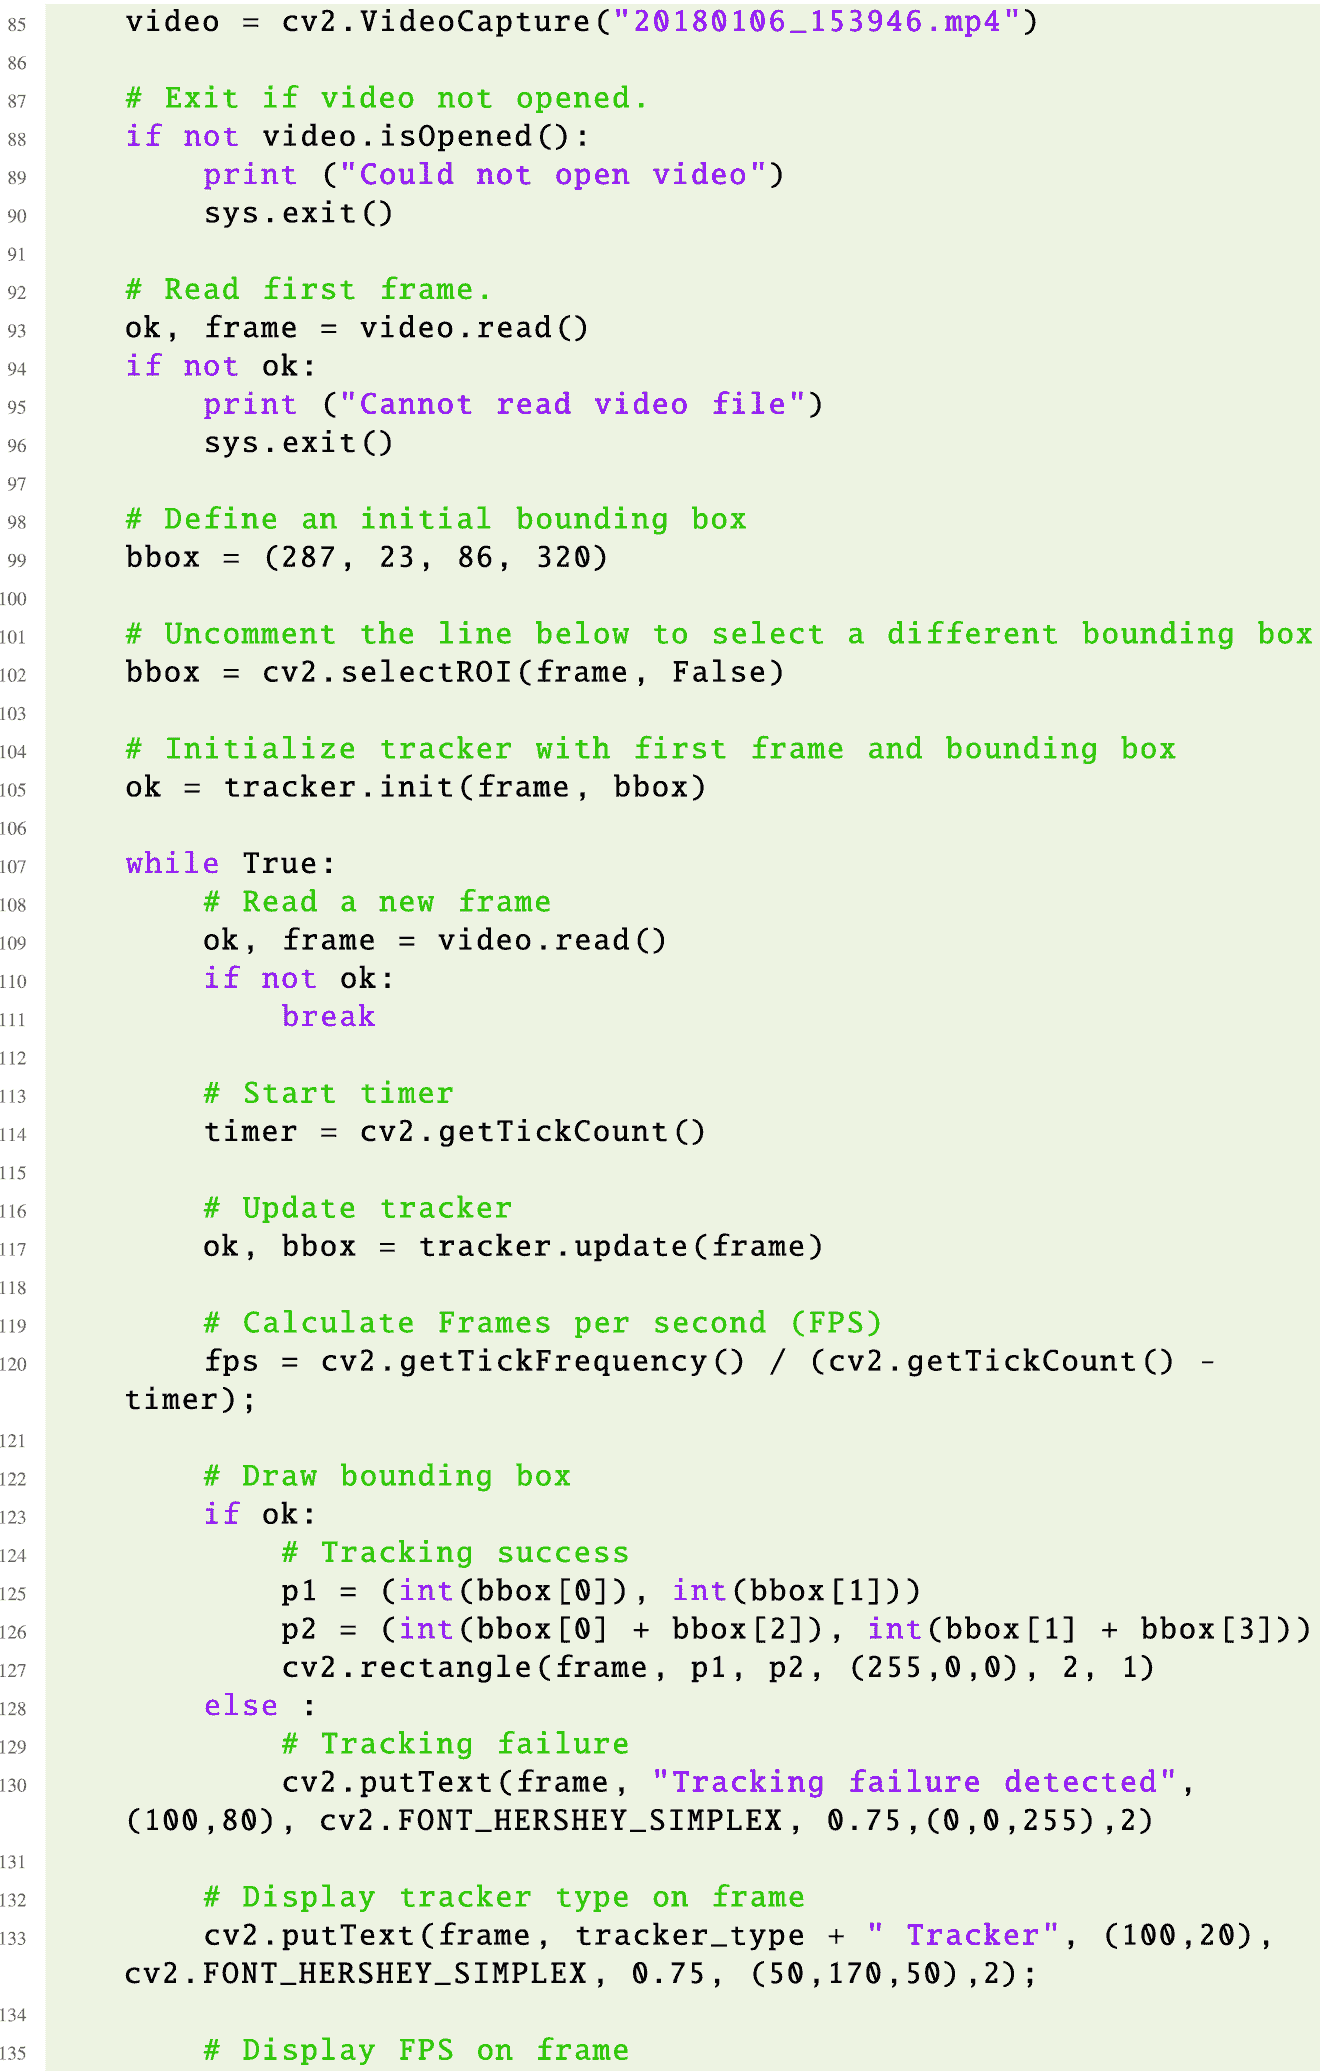 85 video = cv2.VideoCapture("20180106_153946.mp4")
86
87 # Exit if video not opened.
88 if not video.isOpened():
89 print ("Could not open video")
90 sys.exit()
91
92 # Read first frame.
93 ok, frame = video.read()
94 if not ok:
95 print ("Cannot read video file")
96 sys.exit()
97
98 # Define an initial bounding box
99 bbox = (287, 23, 86, 320)
100
101 # Uncomment the line below to select a different bounding box
102 bbox = cv2.selectROI(frame, False)
103
104 # Initialize tracker with first frame and bounding box
105 ok = tracker.init(frame, bbox)
106
107 while True:
108 # Read a new frame
109 ok, frame = video.read()
110 if not ok:
111 break
112
113 # Start timer
114 timer = cv2.getTickCount()
115
116 # Update tracker
117 ok, bbox = tracker.update(frame)
118
119 # Calculate Frames per second (FPS)
120 fps = cv2.getTickFrequency() / (cv2.getTickCount() -
timer);
121
122 # Draw bounding box
123 if ok:
124 # Tracking success
125 p1 = (int(bbox[0]), int(bbox[1]))
126 p2 = (int(bbox[0] + bbox[2]), int(bbox[1] + bbox[3]))
127 cv2.rectangle(frame, p1, p2, (255,0,0), 2, 1)
128 else :
129 # Tracking failure
130 cv2.putText(frame, "Tracking failure detected",
(100,80), cv2.FONT_HERSHEY_SIMPLEX, 0.75,(0,0,255),2)
131
132 # Display tracker type on frame
133 cv2.putText(frame, tracker_type + " Tracker", (100,20),
cv2.FONT_HERSHEY_SIMPLEX, 0.75, (50,170,50),2);
134
135 # Display FPS on frame